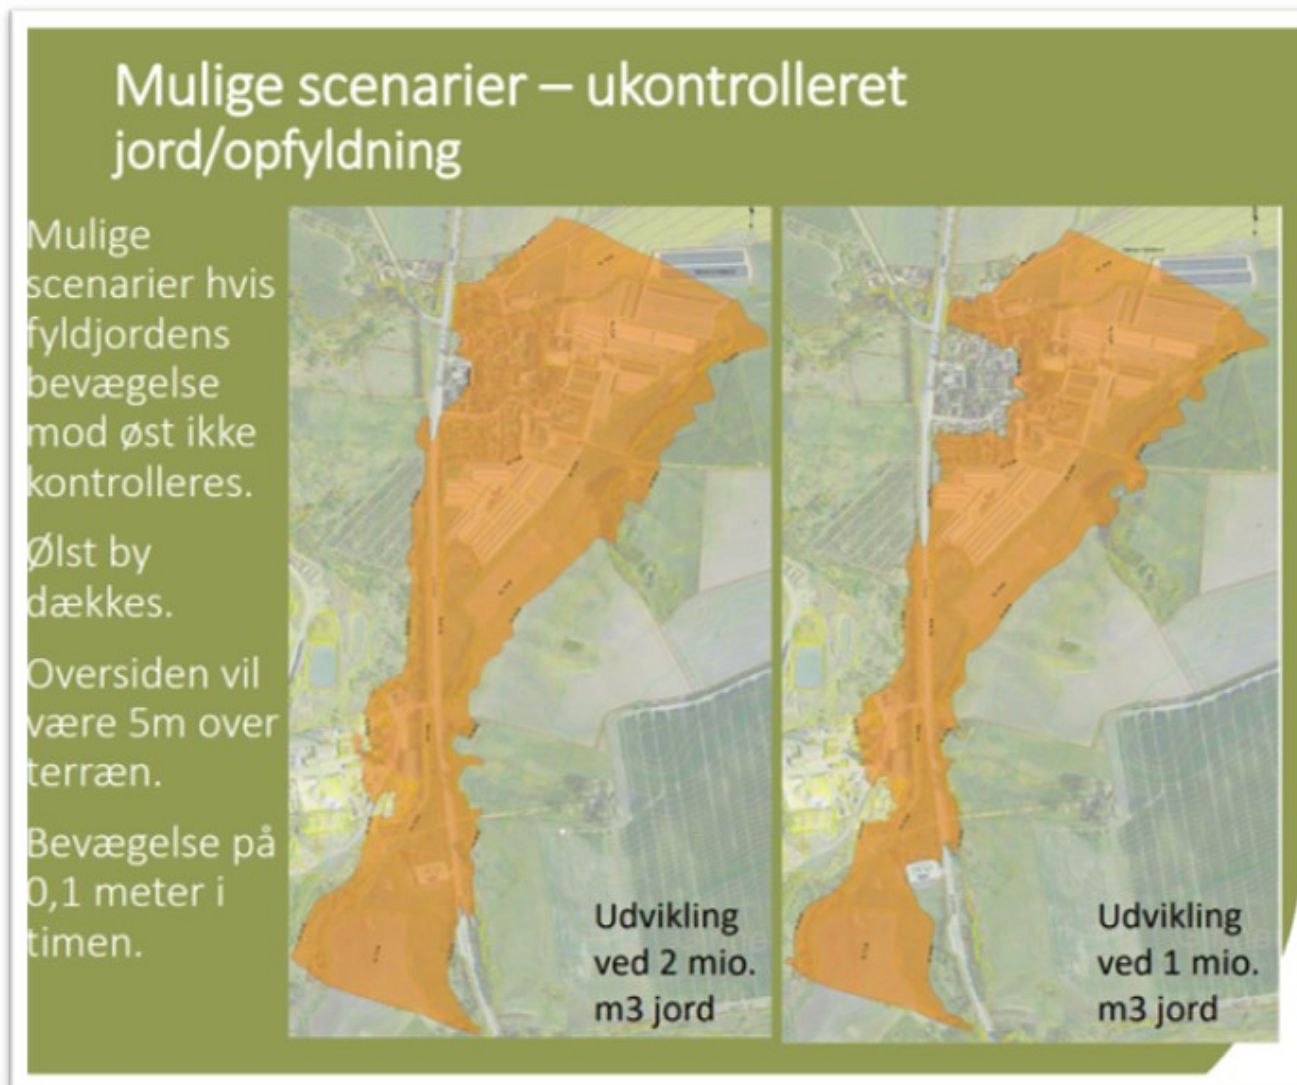 Mulige scenarier – ukontrolleret
jord/opfyldning
Mulige
scenarier hvis
fyldjordens
bevægelse
mod øst ikke
kontrolleres.
Ølst by
dækkes.
Oversiden vil
være 5m over
terræn.
Bevægelse på
0,1 meter i
timen.
Udvikling
ved 2 mio.
m3 jord
Udvikling
ved 1 mio.
m3 jord